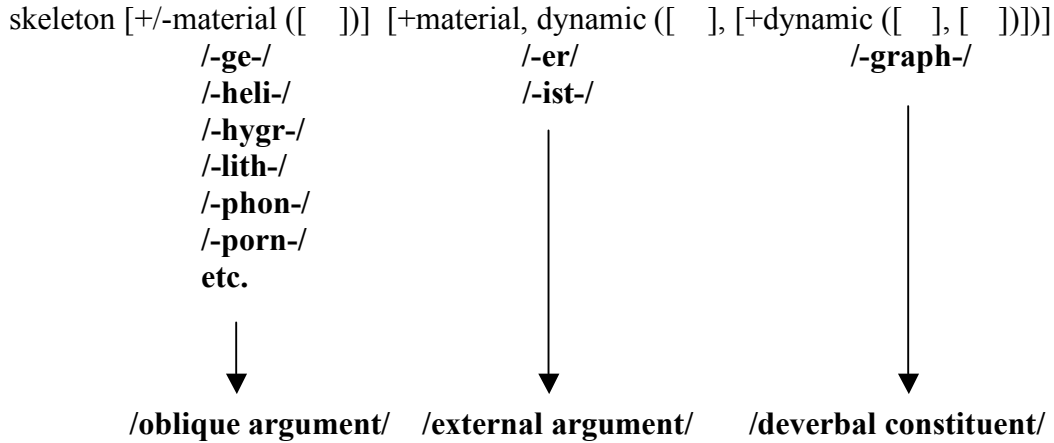 skeleton [+/-material ([ ])] [+material, dynamic ([ ], [+dynamic ([ ], [ ])])]
/-ge-/ /-er/ /-graph-/
/-heli-/ /-ist-/
/-hygr-/
/-lith-/
/-phon-/
/-porn-/
etc.
/oblique argument/ /external argument/ /deverbal constituent/